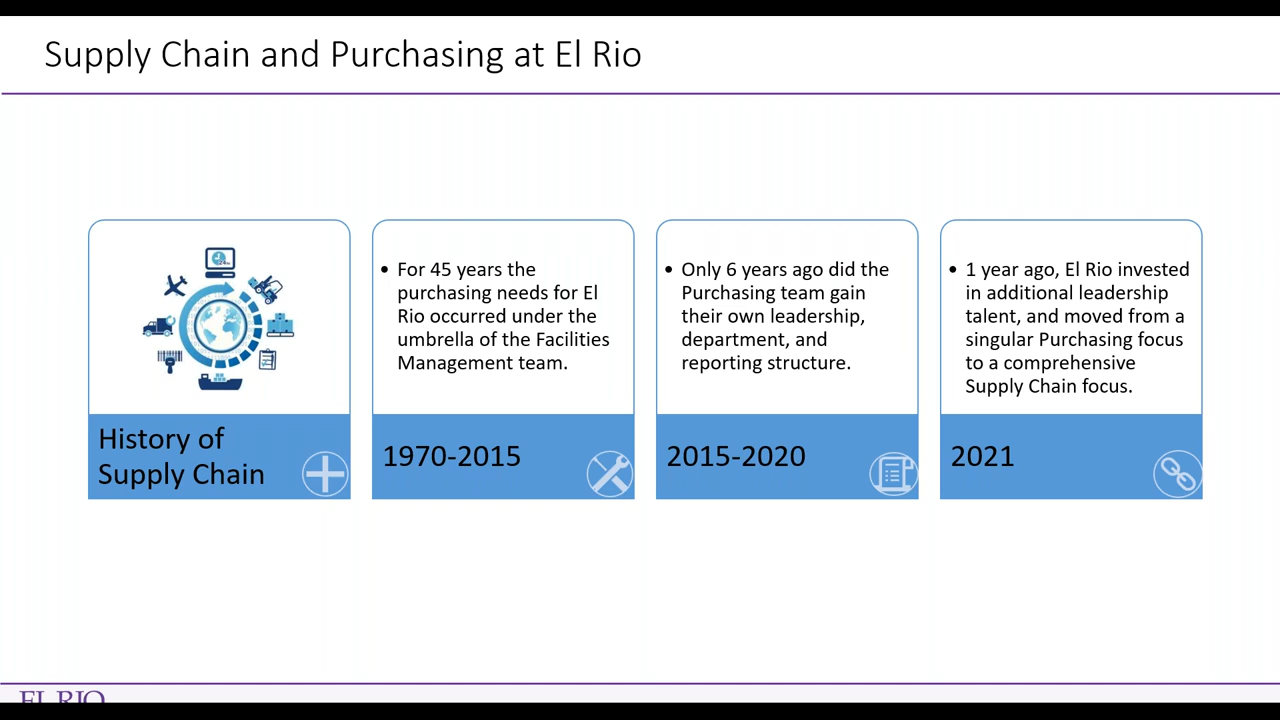 Supply Chain and Purchasing at El Rio
• For 45 years the
purchasing needs for El
Rio occurred under the
umbrella of the Facilities
Management team.
• Only 6 years ago did the
Purchasing team gain
their own leadership,
department, and
reporting structure.
• 1 year ago, El Rio invested
in additional leadership
talent, and moved from a
singular Purchasing focus
to a comprehensive
Supply Chain focus.
History of
Supply Chain
1970-2015
2015-2020
2021
EL RIO